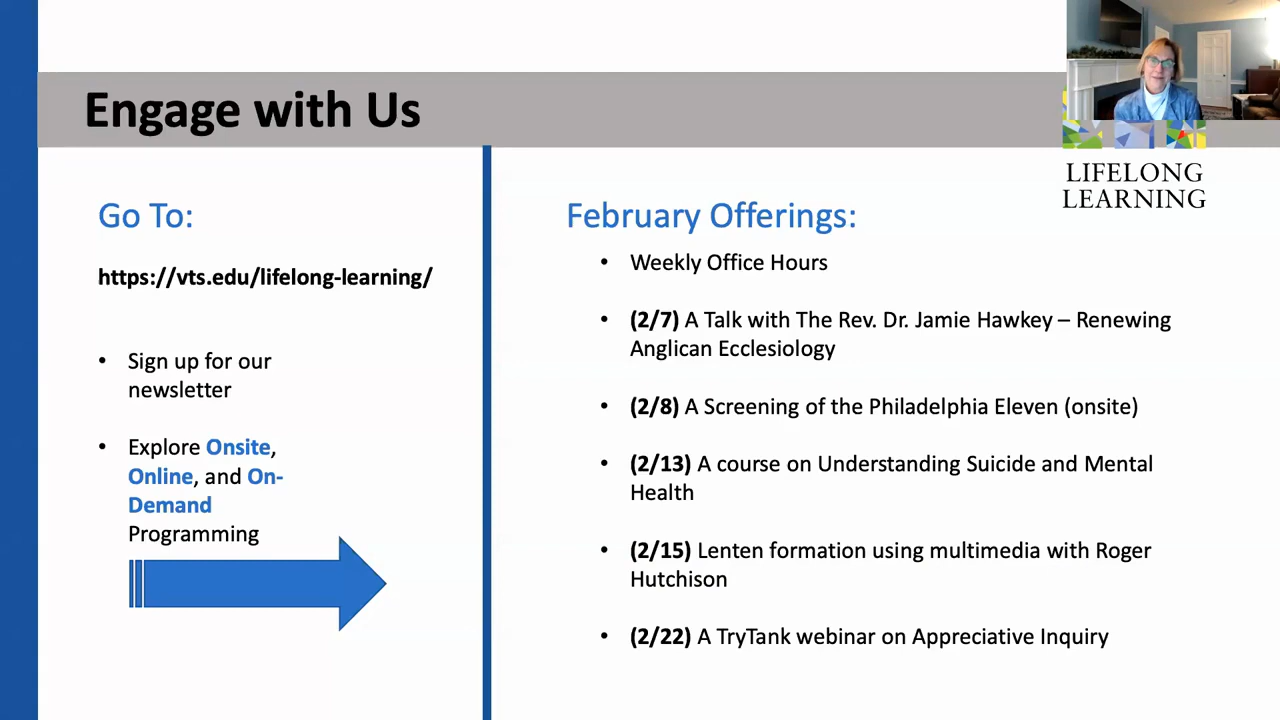 Engage with Us
LIFELONG
LEARNING
Go To:
https://vts.edu/lifelong-learning/
• Sign up for our
newsletter
• Explore Onsite,
Online, and On-
Demand
Programming
February Offerings:
• Weekly Office Hours
• (2/7) A Talk with The Rev. Dr. Jamie Hawkey – Renewing
Anglican Ecclesiology
• (2/8) A Screening of the Philadelphia Eleven (onsite)
• (2/13) A course on Understanding Suicide and Mental
Health
• (2/15) Lenten formation using multimedia with Roger
Hutchison
• (2/22) A TryTank webinar on Appreciative Inquiry